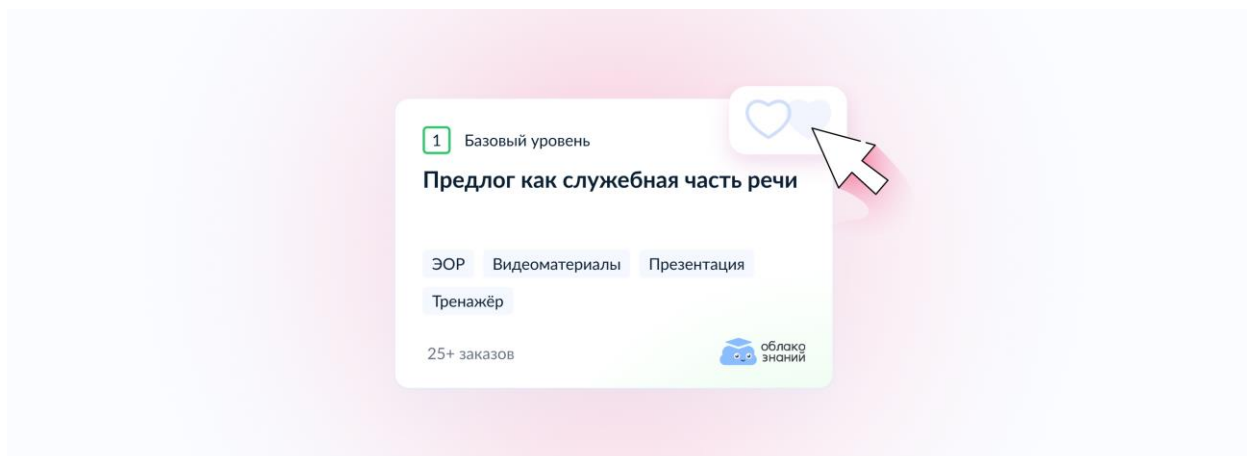 1 Базовый уровень
Предлог как служебная часть речи
ЭОР Видеоматериалы Презентация
Тренажёр
25+ заказов
облако
знаний